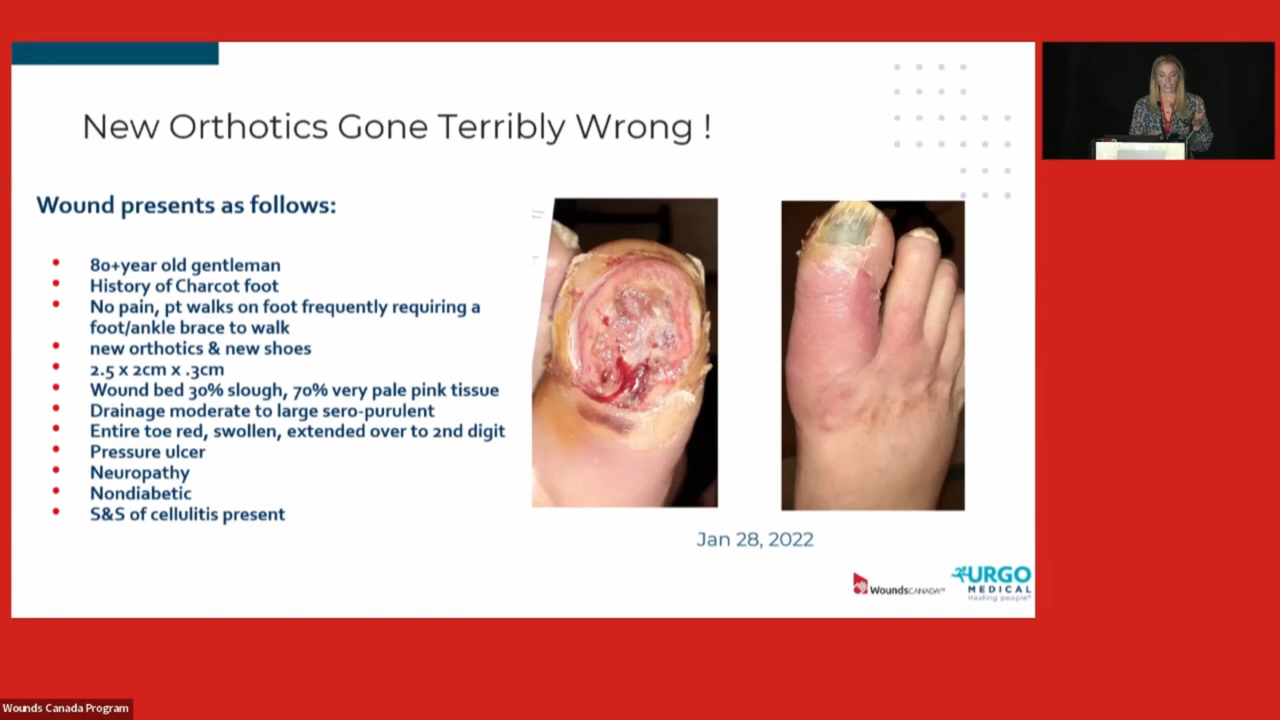 New Orthotics Gone Terribly Wrong !
Wound presents as follows:
• 80+year old gentleman
• History of Charcot foot
• No pain, pt walks on foot frequently requiring a
foot/ankle brace to walk
• new orthotics & new shoes
• 2.5 x 2cm x .3cm
• Wound bed 30% slough, 70% very pale pink tissue
• Drainage moderate to large sero-purulent
• Entire toe red, swollen, extended over to 2nd digit
• Pressure ulcer
• Neuropathy
• Nondiabetic
• S&S of cellulitis present
Jan 28, 2022
Wounds CANADA
URGO
MEDICAL
Healing people®
Wounds Canada Program